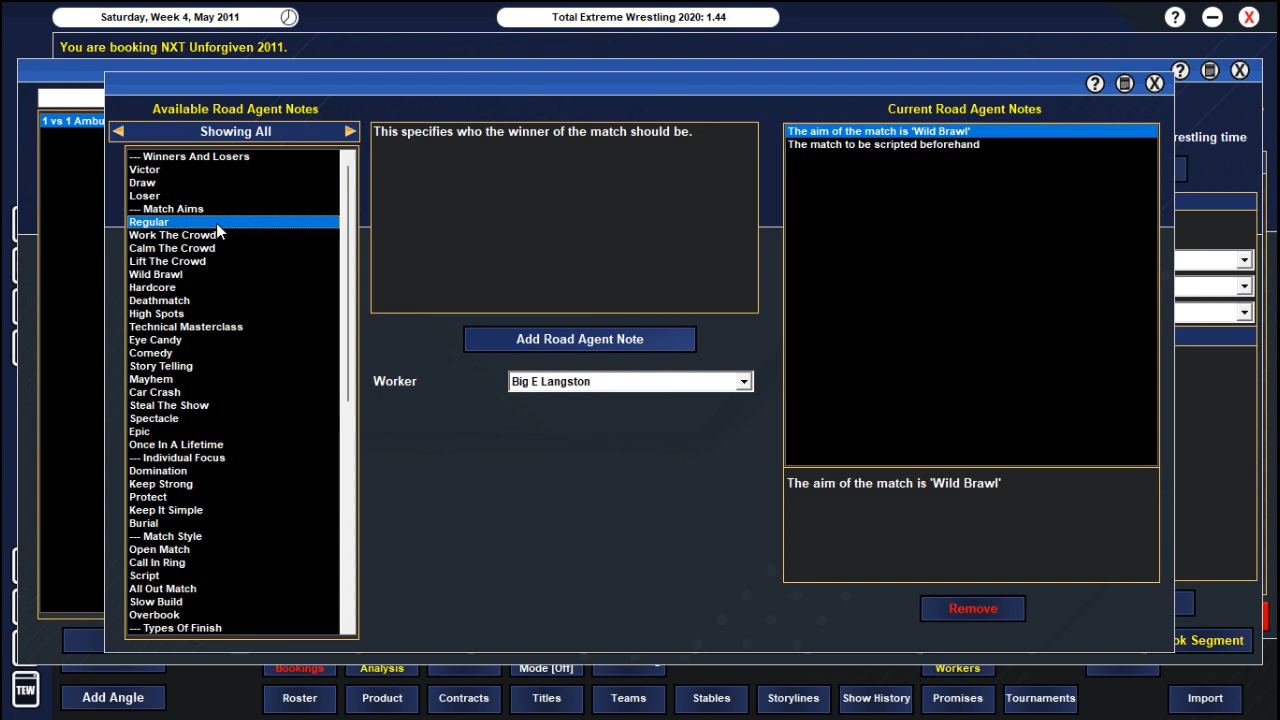 Saturday, Week 4, May 2011
Total Extreme Wrestling 2020: 1.44
?
X
You are booking NXT Unforgiven 2011.
?
X
?
X
Available Road Agent Notes
Current Road Agent Notes
Showing All
1 vs 1 Ambu
restling time
This specifies who the winner of the match should be.
The aim of the match is 'Wild Brawl'
The match to be scripted beforehand
--- Winners And Losers
Victor
Draw
Loser
--- Match Aims
Regular
Work The Crowd
Calm The Crowd
Lift The Crowd
Wild Brawl
Hardcore
Deathmatch
High Spots
Technical Masterclass
Eye Candy
Comedy
Story Telling
Mayhem
Car Crash
Steal The Show
Spectacle
Epic
Once In A Lifetime
--- Individual Focus
Domination
Keep Strong
Protect
Keep It Simple
Burial
--- Match Style
Open Match
Call In Ring
Script
All Out Match
Slow Build
Overbook
--- Types Of Finish
Add Road Agent Note
Worker
Big E Langston
The aim of the match is 'Wild Brawl'
Remove
ok Segment
Bookings
Analysis
Mode [Off]
Workers
TEW
Add Angle
Roster
Product
Contracts
Titles
Teams
Stables
Storylines
Show History
Promises
Tournaments
Import